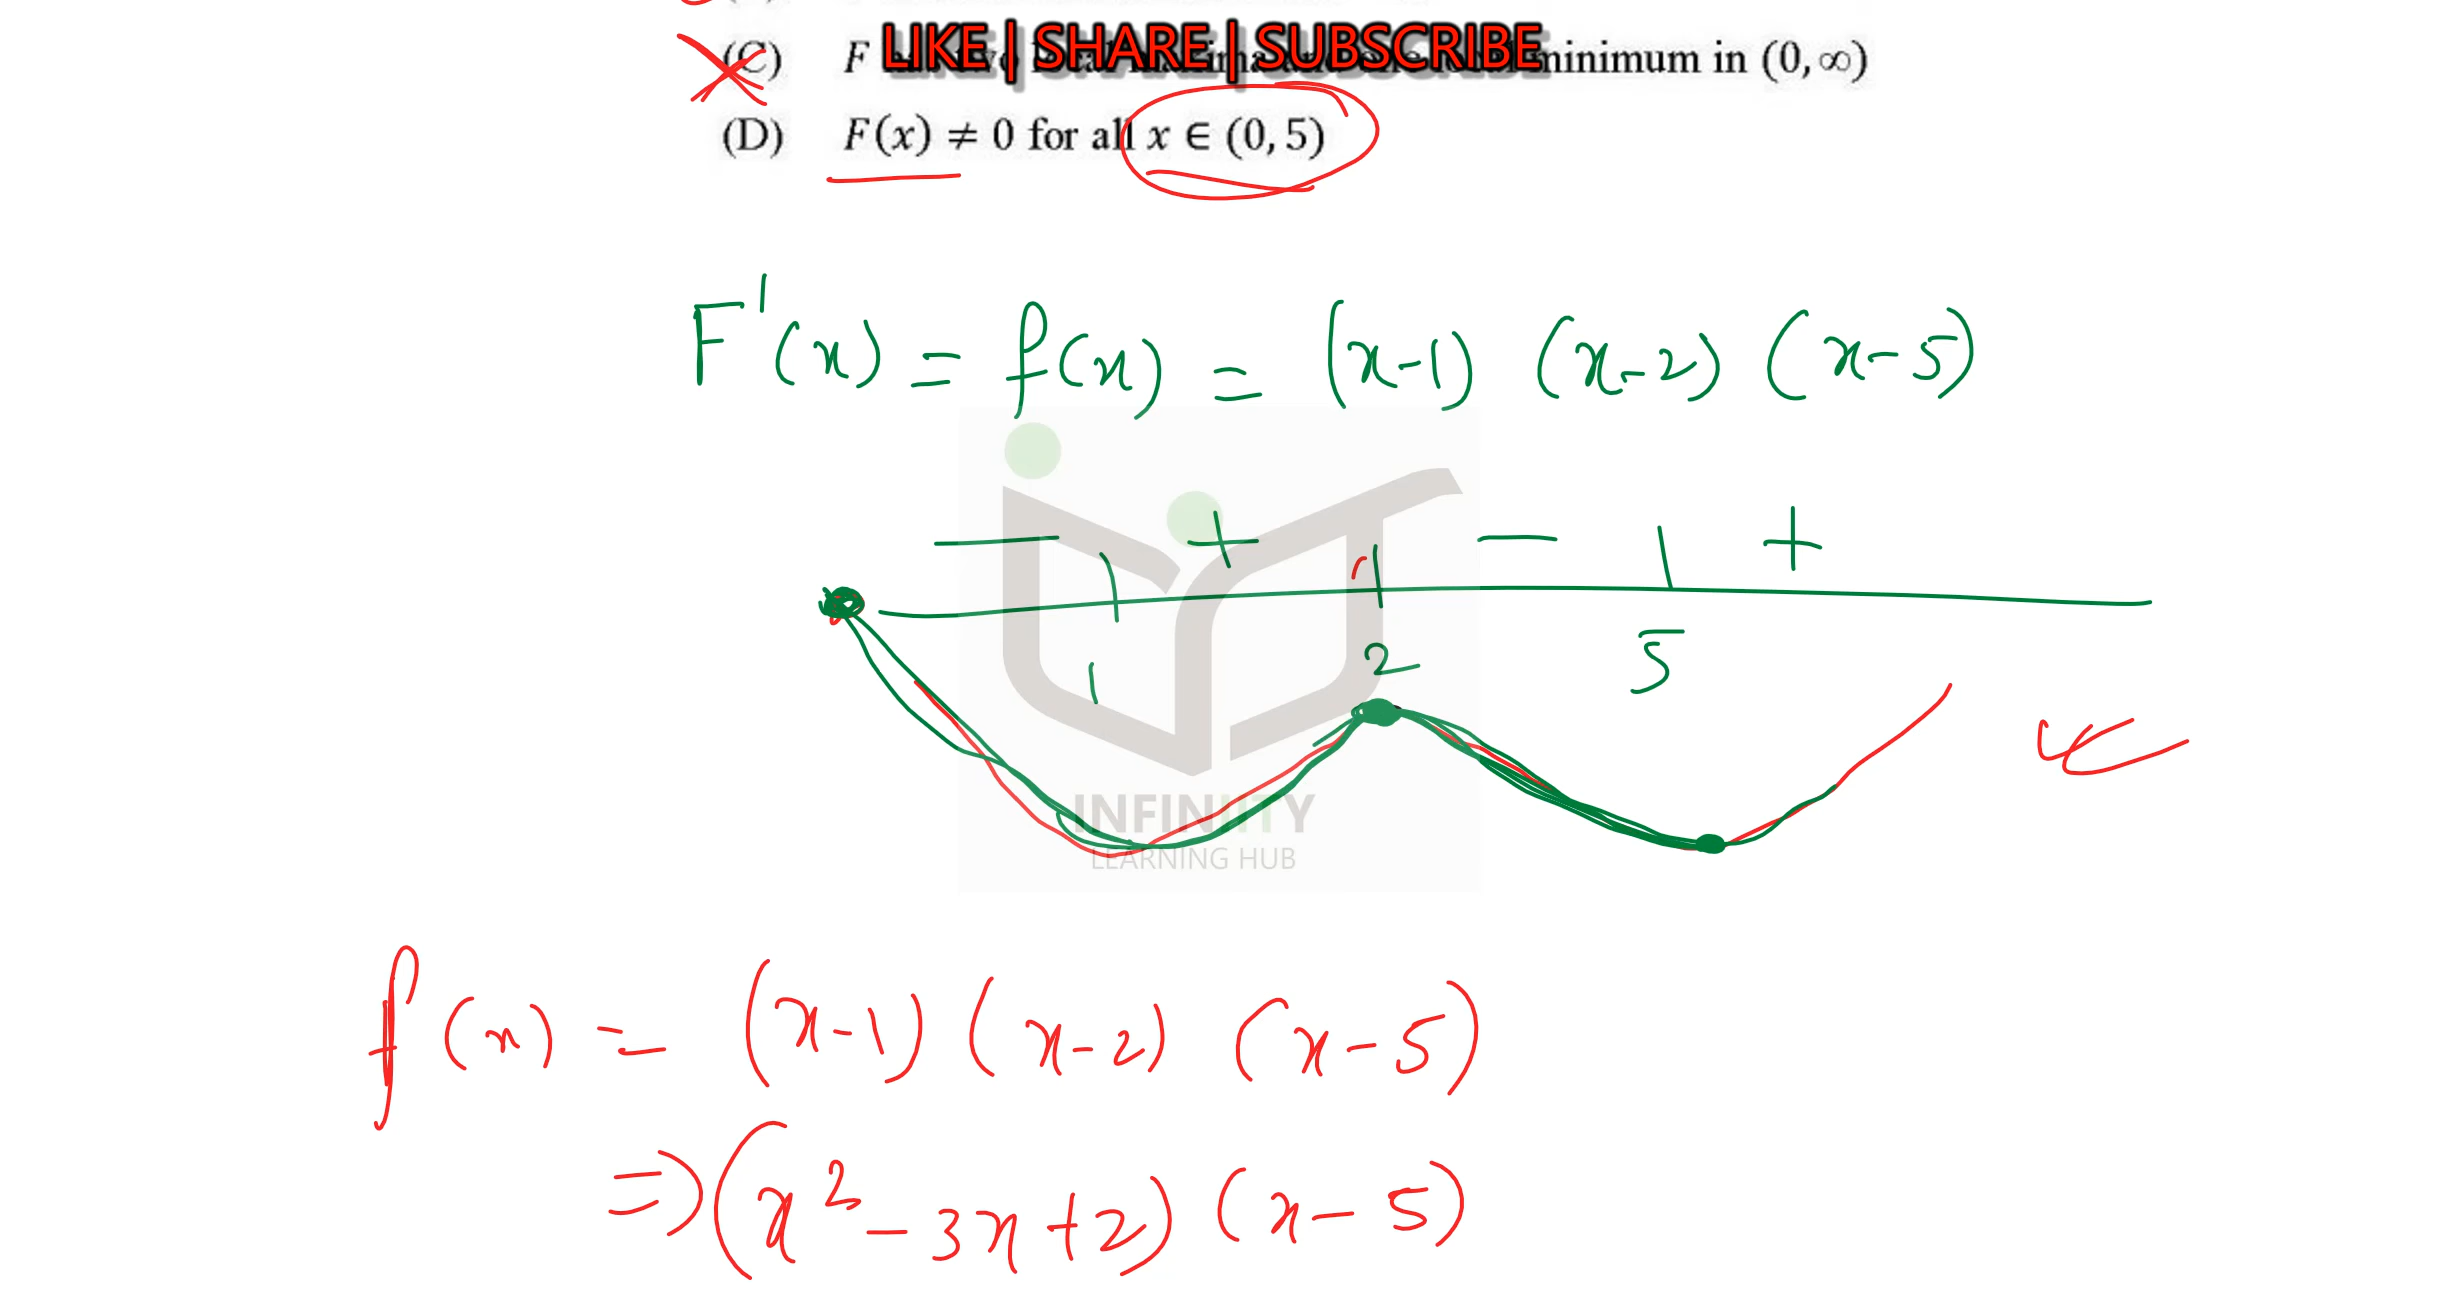 LIKE | SHARE | SUBSCRIBE
(C) F minimum in (0, ∞)
(D) F(x) ≠ 0 for all x ∈ (0, 5)
F'(x) = f(x) = (x-1) (x-2) (x-5)
− + − +
1 2 5
INFINIITY
LEARNING HUB
f(x) = (x-1) (x-2) (x-5)
=> (x² - 3x + 2) (x - 5)